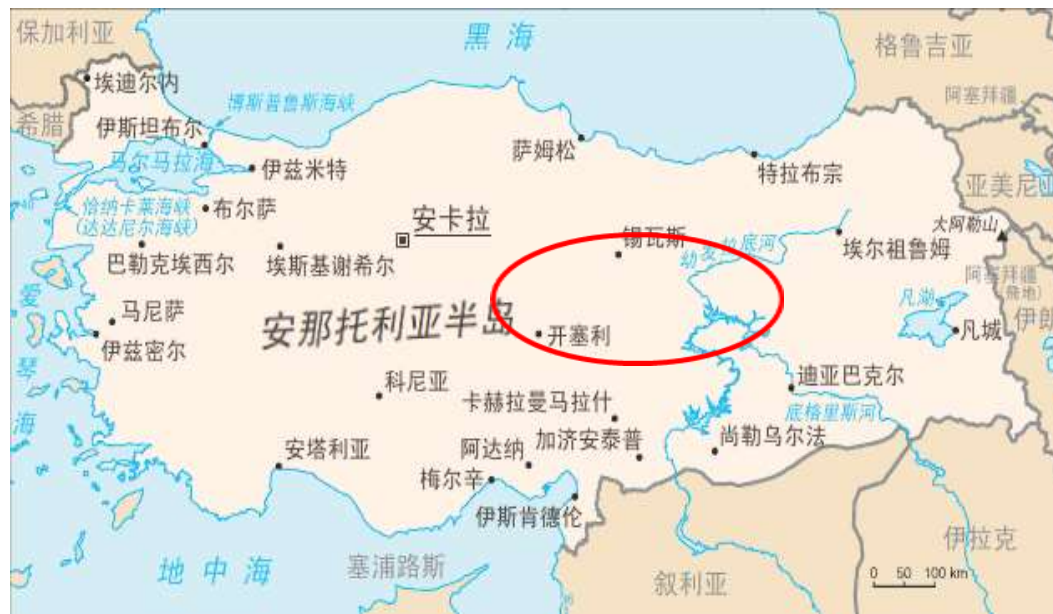 保加利亚
黑海
格鲁吉亚
埃迪尔内
博斯普鲁斯海峡
阿塞拜疆
希腊
伊斯坦布尔
萨姆松
马尔马拉海
伊兹米特
特拉布宗
亚美尼亚
恰纳卡莱海峡
(达达尼尔海峡)
布尔萨
安卡拉
大阿勒山
锡瓦斯
幼发拉底河
埃尔祖鲁姆
巴勒克埃西尔
埃斯基谢希尔
阿塞拜疆
(飛地)
爱琴海
马尼萨
安那托利亚半岛
凡湖
伊朗
伊兹密尔
开塞利
凡城
科尼亚
迪亚巴克尔
卡赫拉曼马拉什
底格里斯河
安塔利亚
阿达纳
加济安泰普
尚勒乌尔法
梅尔辛
伊斯肯德伦
伊拉克
地中海
塞浦路斯
叙利亚
0 50 100 km